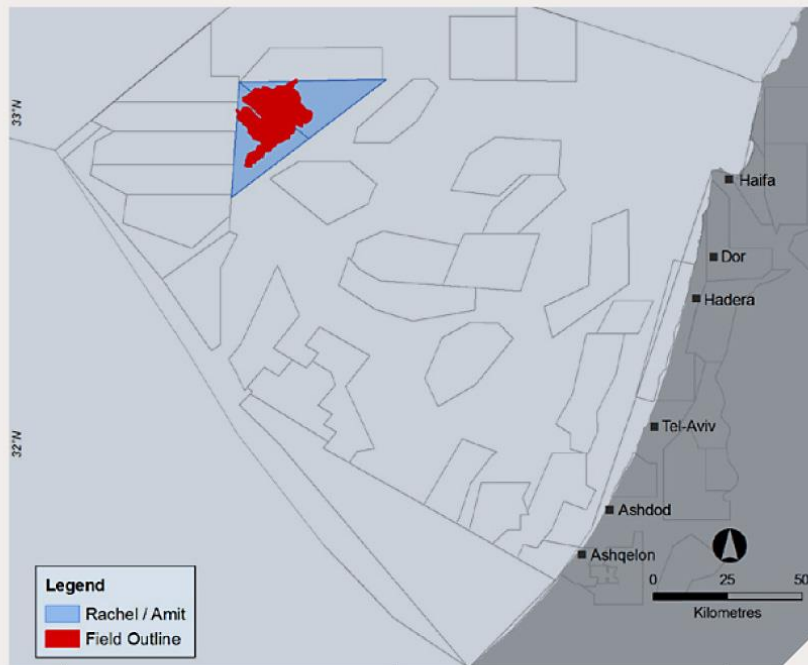 33°N
32°N
Haifa
Dor
Hadera
Tel-Aviv
Ashdod
Ashqelon
0 25 50
Kilometres
Legend
Rachel / Amit
Field Outline